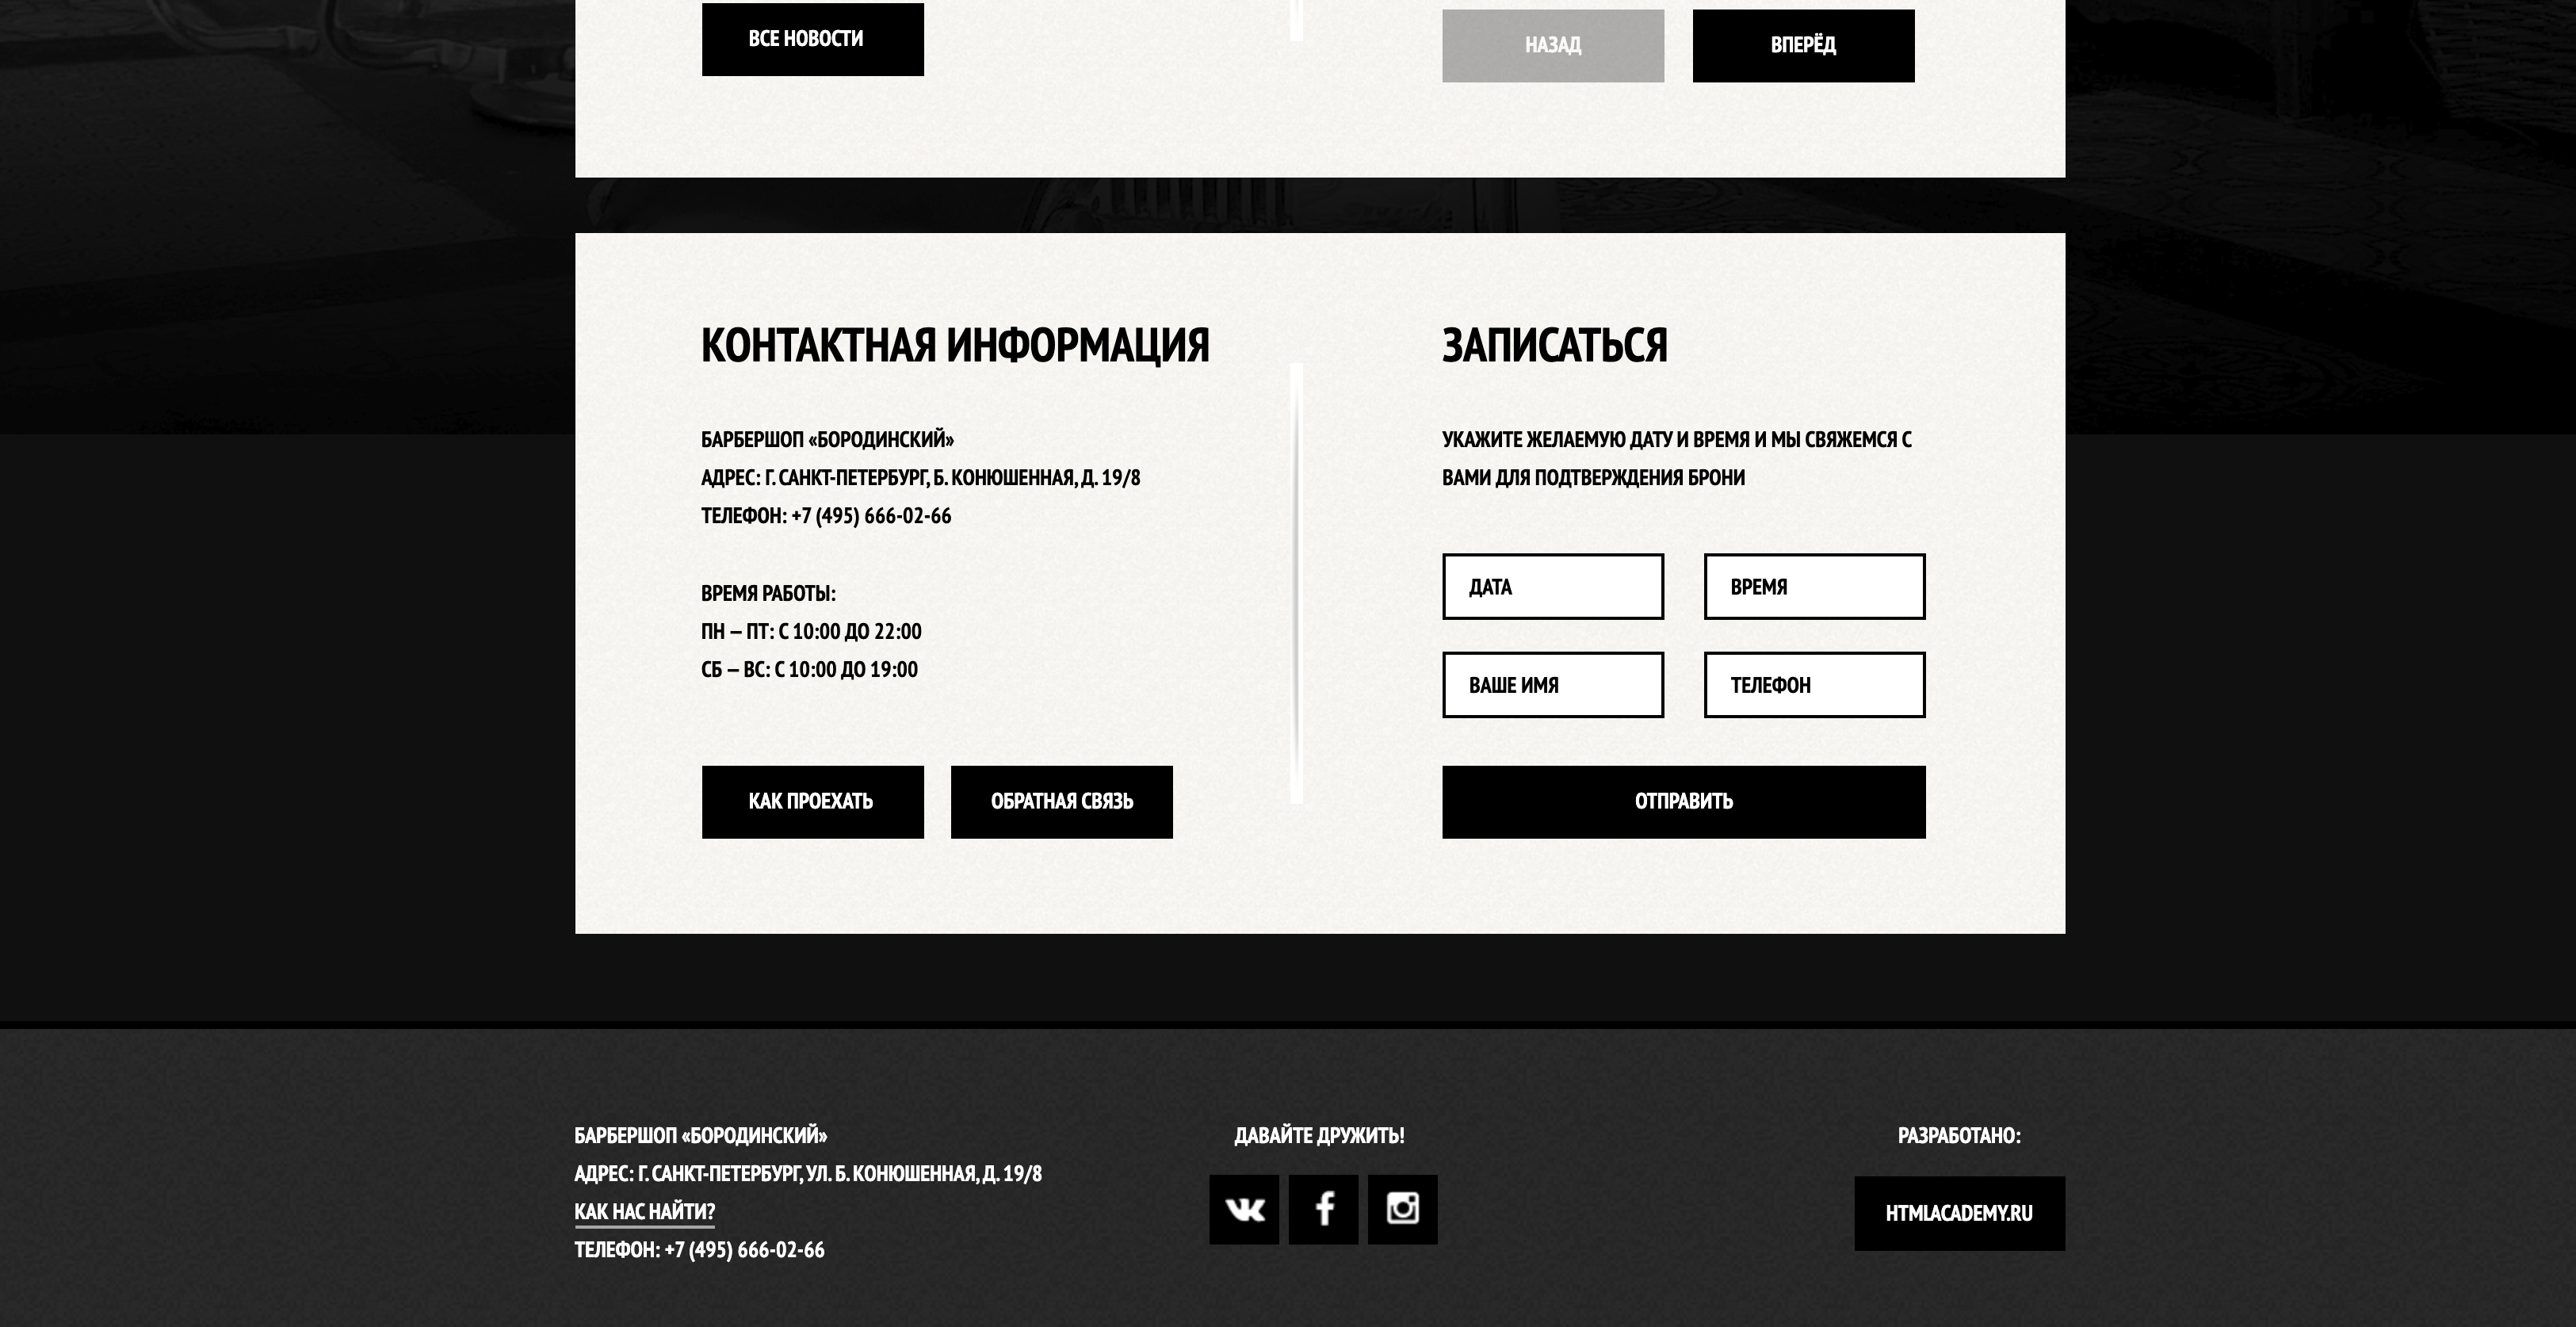 ВСЕ НОВОСТИ
НАЗАД
ВПЕРЁД
КОНТАКТНАЯ ИНФОРМАЦИЯ
БАРБЕРШОП «БОРОДИНСКИЙ»
АДРЕС: Г. САНКТ-ПЕТЕРБУРГ, Б. КОНЮШЕННАЯ, Д. 19/8
ТЕЛЕФОН: +7 (495) 666-02-66
ВРЕМЯ РАБОТЫ:
ПН — ПТ: С 10:00 ДО 22:00
СБ — ВС: С 10:00 ДО 19:00
КАК ПРОЕХАТЬ
ОБРАТНАЯ СВЯЗЬ
ЗАПИСАТЬСЯ
УКАЖИТЕ ЖЕЛАЕМУЮ ДАТУ И ВРЕМЯ И МЫ СВЯЖЕМСЯ С
ВАМИ ДЛЯ ПОДТВЕРЖДЕНИЯ БРОНИ
ДАТА
ВРЕМЯ
ВАШЕ ИМЯ
ТЕЛЕФОН
ОТПРАВИТЬ
БАРБЕРШОП «БОРОДИНСКИЙ»
АДРЕС: Г. САНКТ-ПЕТЕРБУРГ, УЛ. Б. КОНЮШЕННАЯ, Д. 19/8
КАК НАС НАЙТИ?
ТЕЛЕФОН: +7 (495) 666-02-66
ДАВАЙТЕ ДРУЖИТЬ!
РАЗРАБОТАНО:
HTMLACADEMY.RU